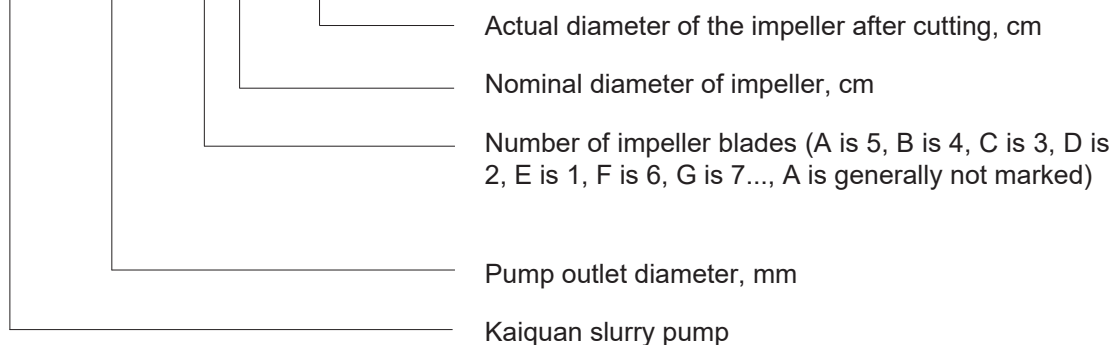 Actual diameter of the impeller after cutting, cm
Nominal diameter of impeller, cm
Number of impeller blades (A is 5, B is 4, C is 3, D is
2, E is 1, F is 6, G is 7..., A is generally not marked)
Pump outlet diameter, mm
Kaiquan slurry pump